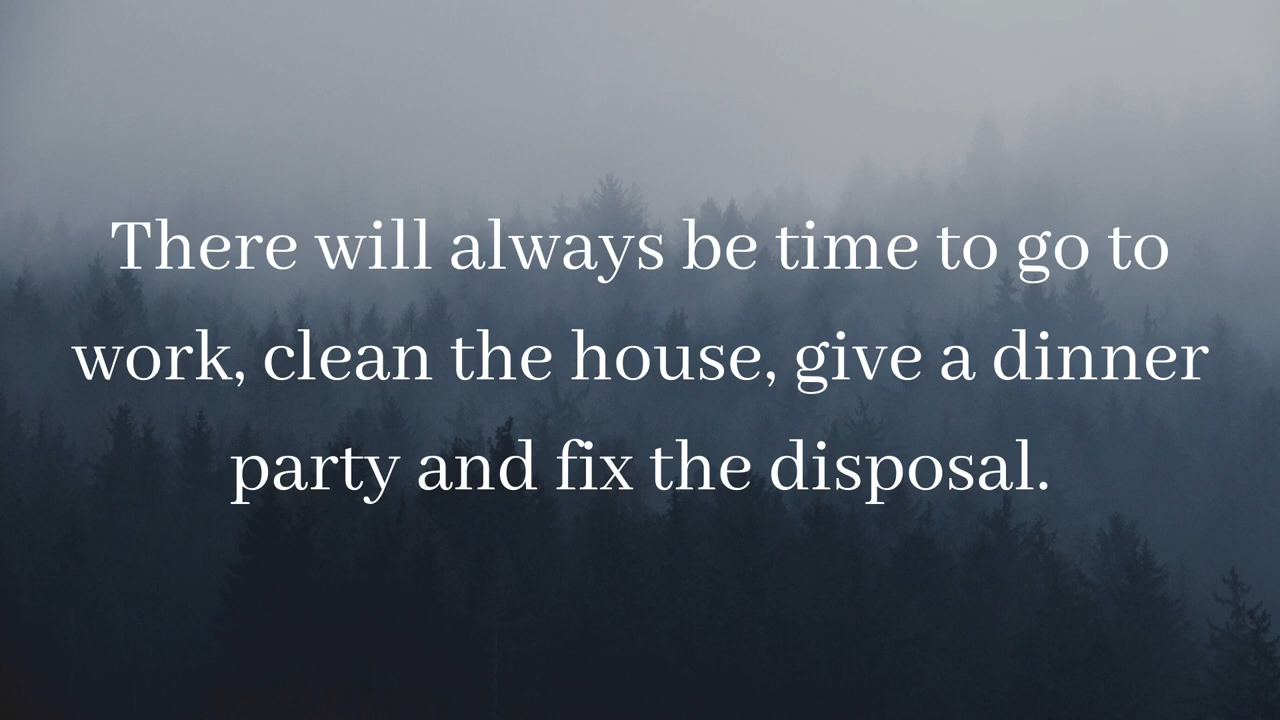 There will always be time to go to
work, clean the house, give a dinner
party and fix the disposal.